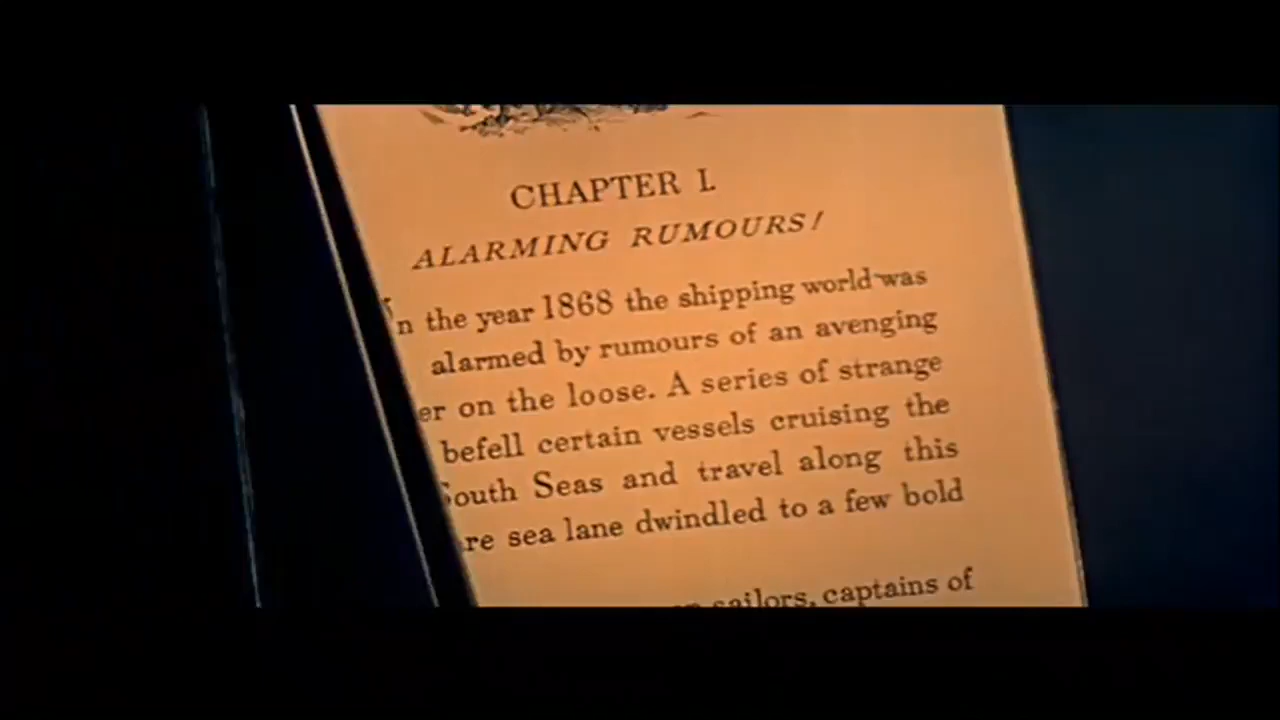 CHAPTER I.
ALARMING RUMOURS!
In the year 1868 the shipping world was
alarmed by rumours of an avenging
er on the loose. A series of strange
befell certain vessels cruising the
South Seas and travel along this
re sea lane dwindled to a few bold
sailors, captains of